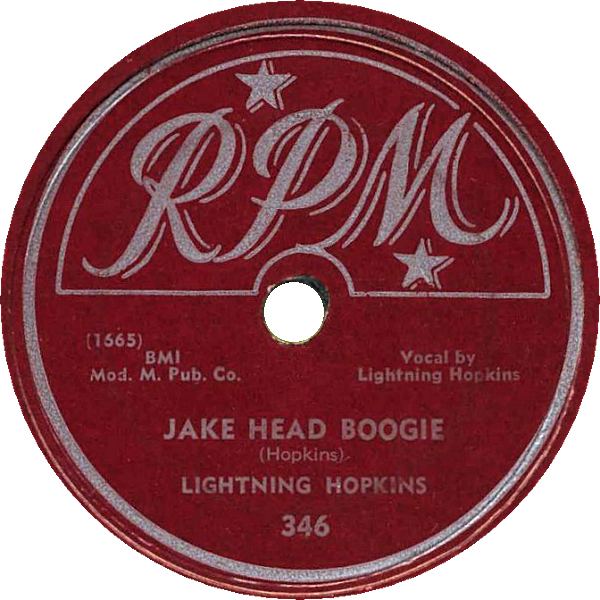 RPM
(1665)
BMI
Mod. M. Pub. Co.
Vocal by
Lightning Hopkins
JAKE HEAD BOOGIE
(Hopkins)
LIGHTNING HOPKINS
346